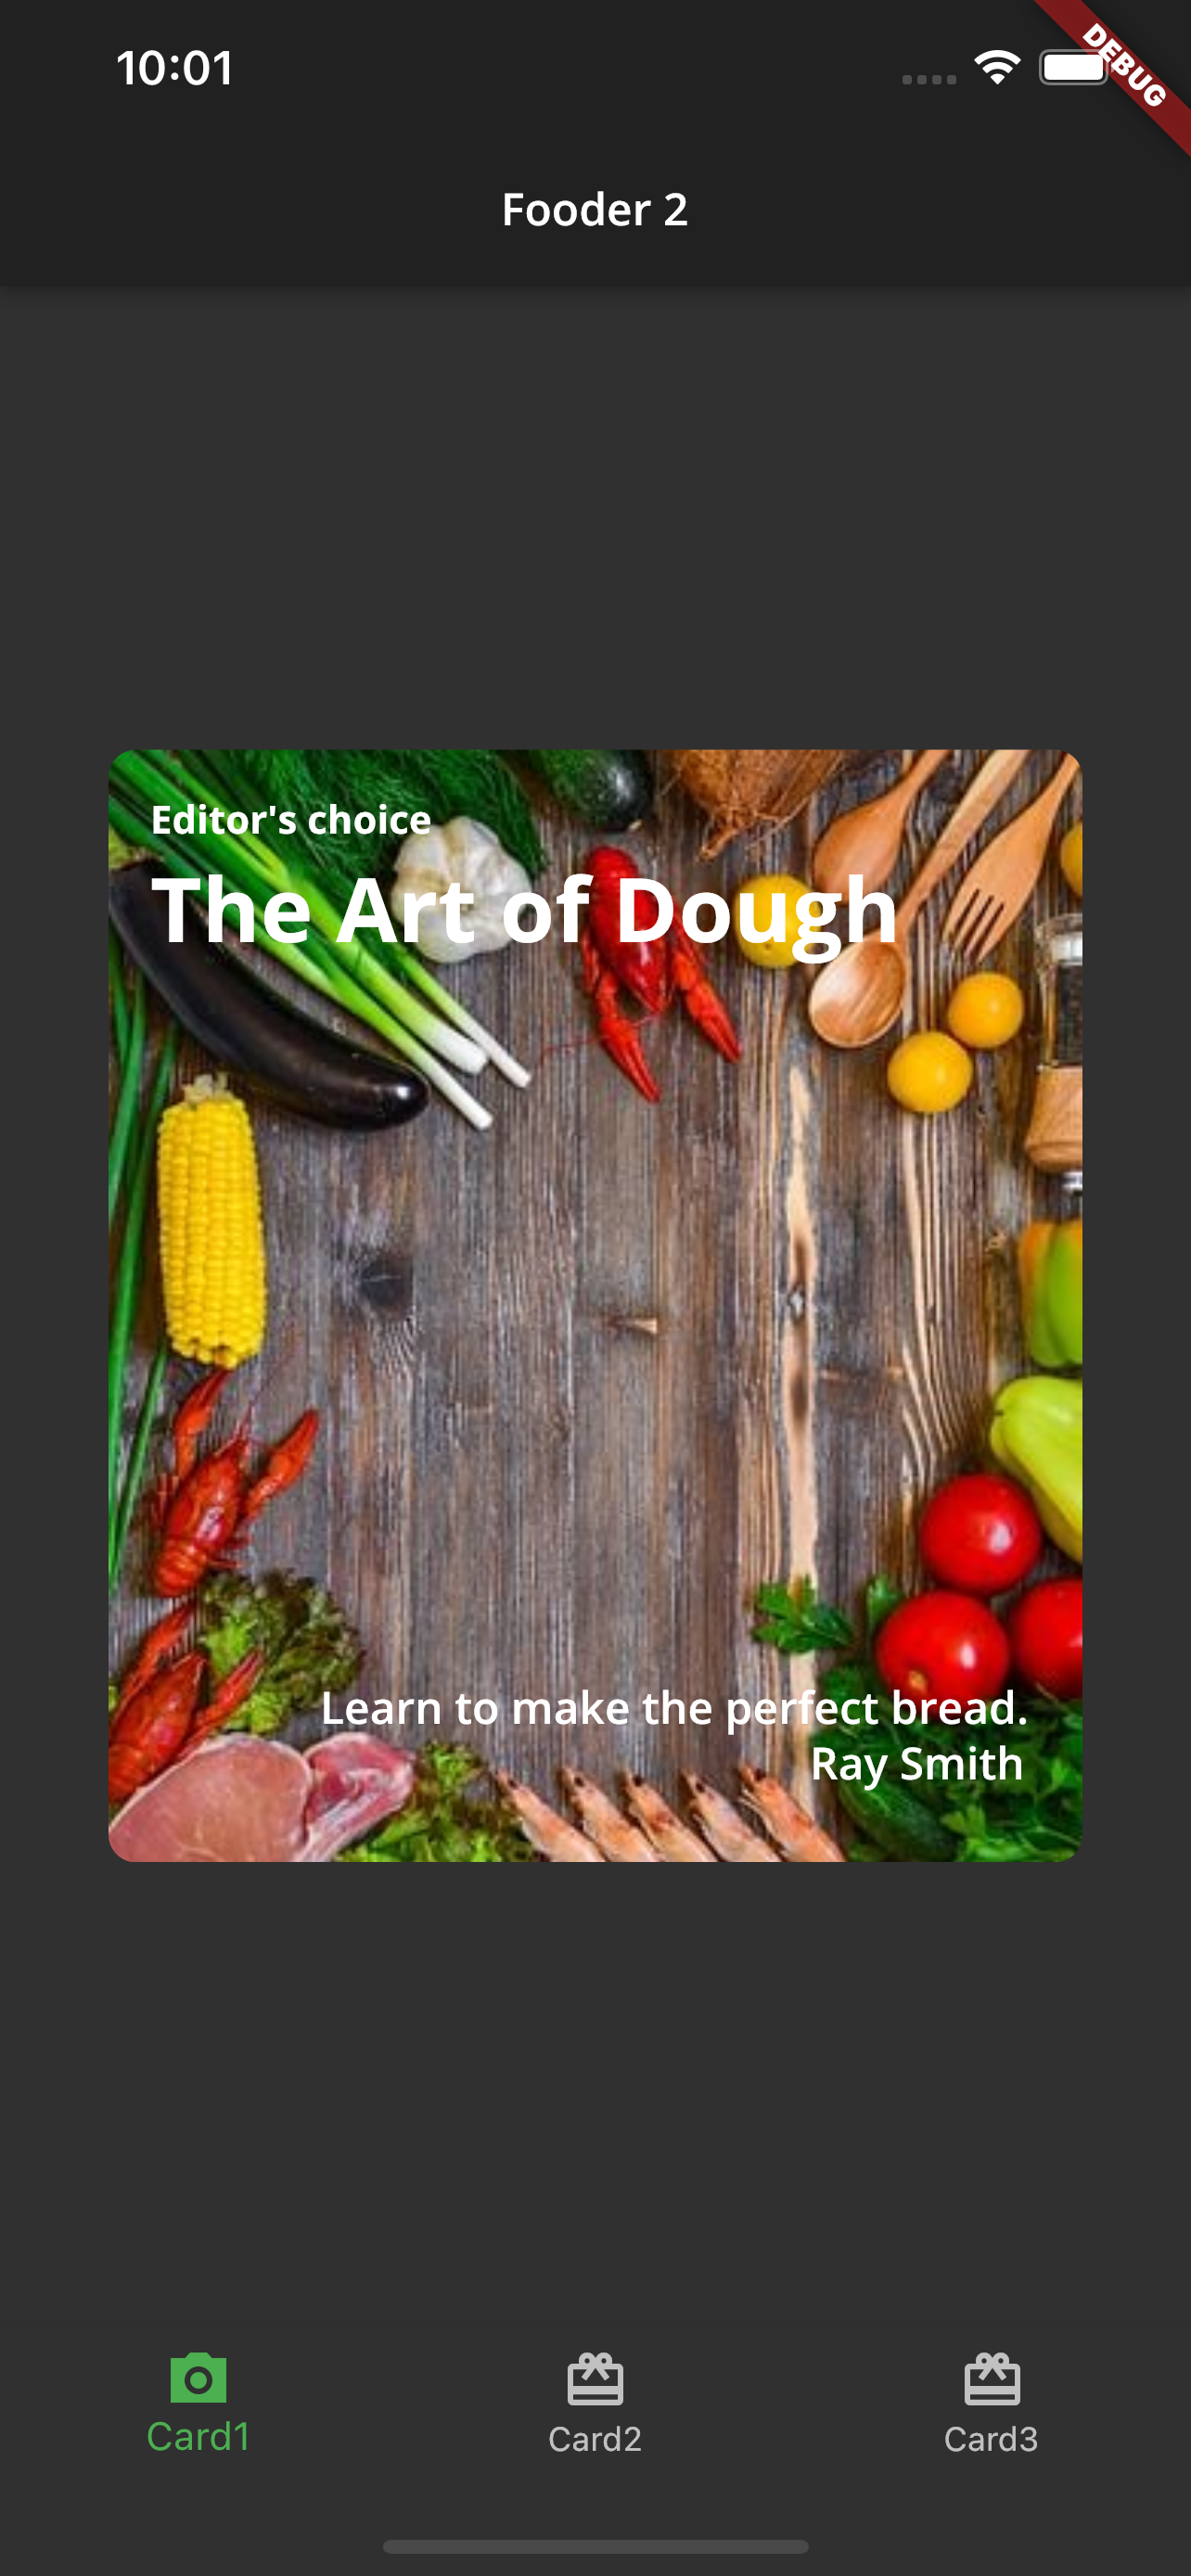 10:01
DEBUG
Fooder 2
Editor's choice
The Art of Dough
Learn to make the perfect bread.
Ray Smith
Card1
Card2
Card3